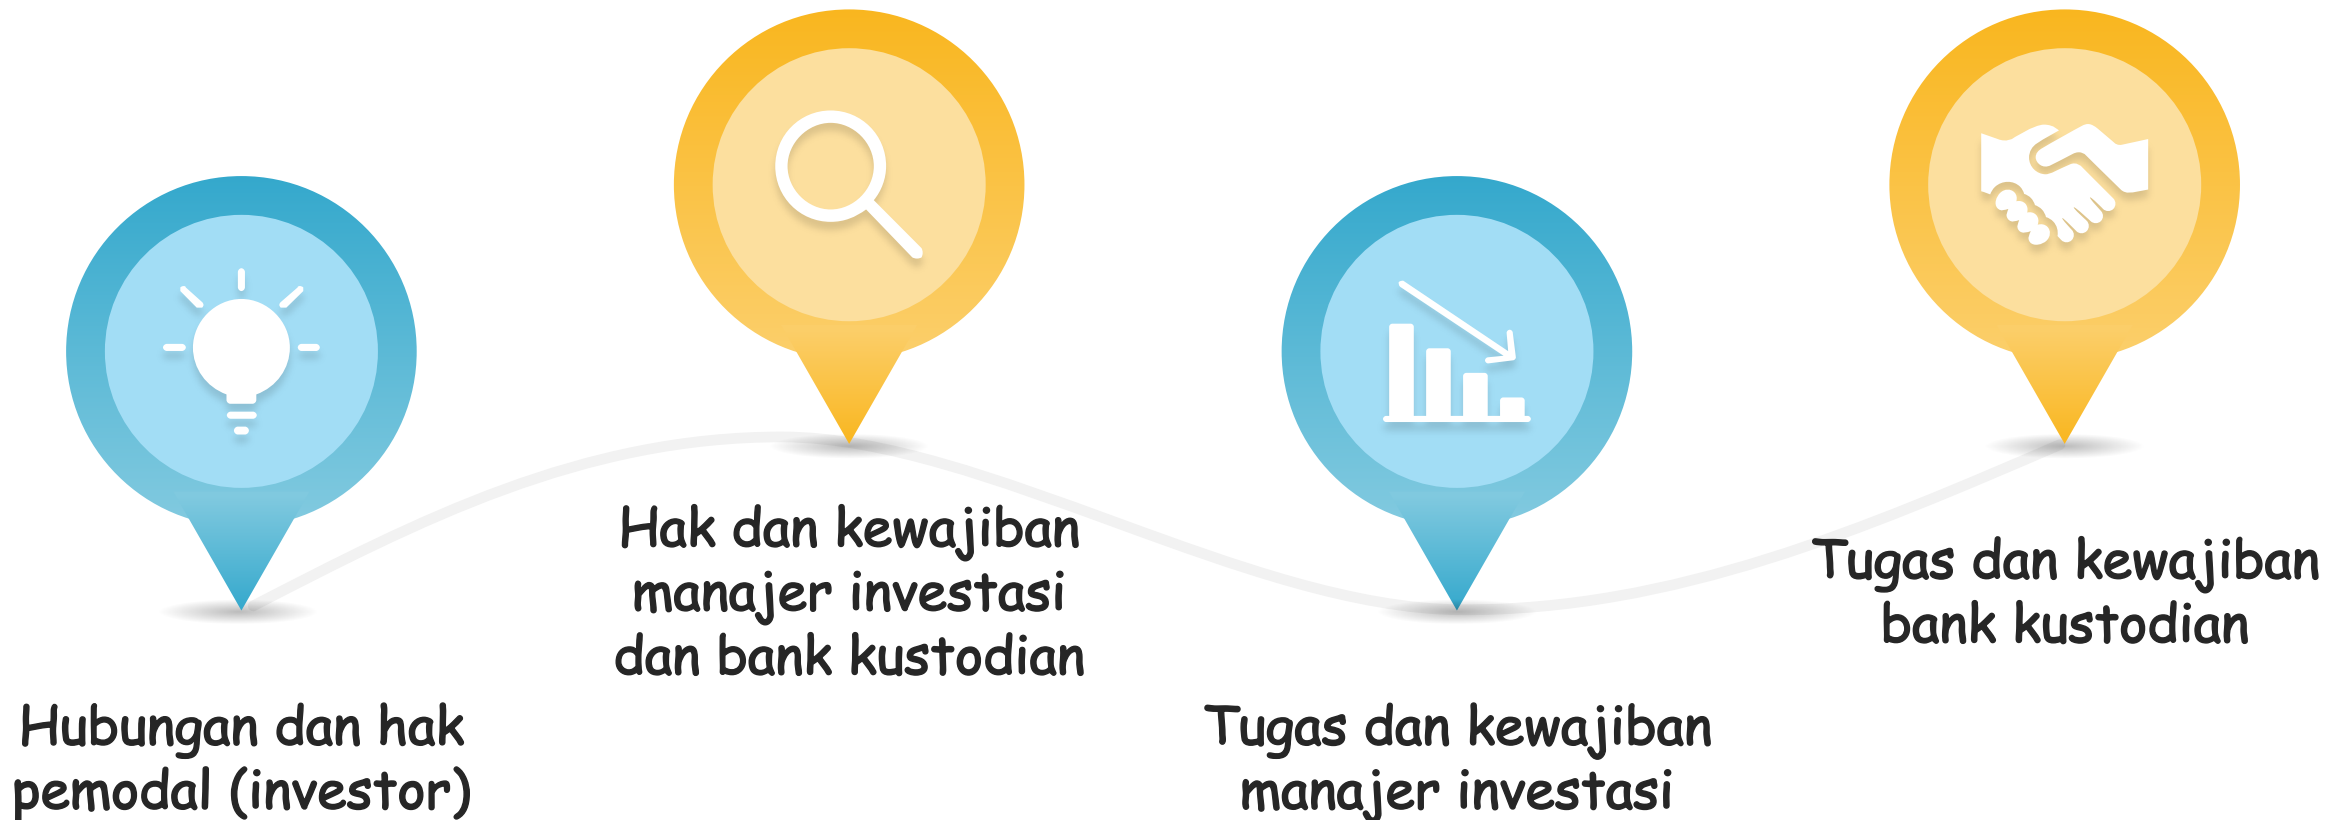 Hubungan dan hak
pemodal (investor)
Hak dan kewajiban
manajer investasi
dan bank kustodian
Tugas dan kewajiban
manajer investasi
Tugas dan kewajiban
bank kustodian